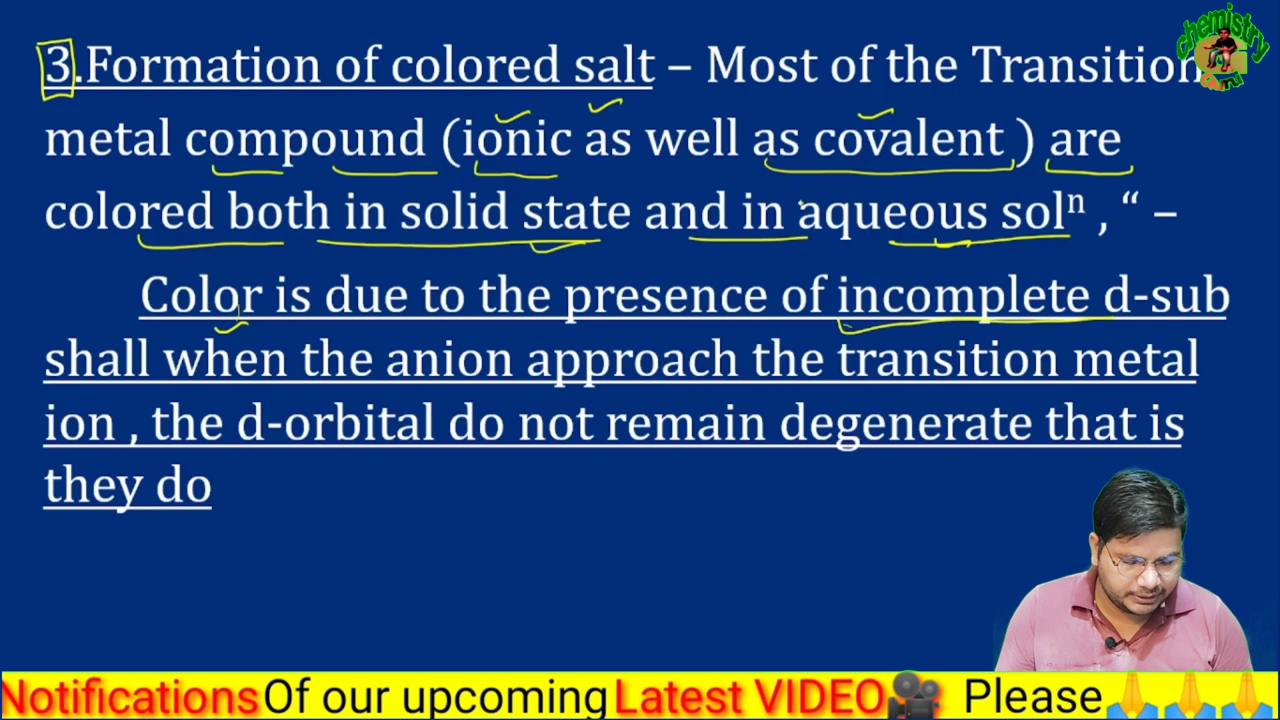 3.Formation of colored salt – Most of the Transition
metal compound (ionic as well as covalent ) are
colored both in solid state and in aqueous solⁿ , “ –
Color is due to the presence of incomplete d-sub
shall when the anion approach the transition metal
ion , the d-orbital do not remain degenerate that is
they do
chemistry
Notifications Of our upcoming Latest VIDEO🎥 Please🙏🙏🙏